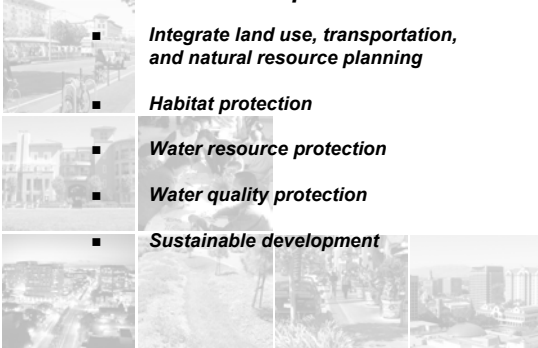 ■ Integrate land use, transportation,
and natural resource planning
■ Habitat protection
■ Water resource protection
■ Water quality protection
■ Sustainable development